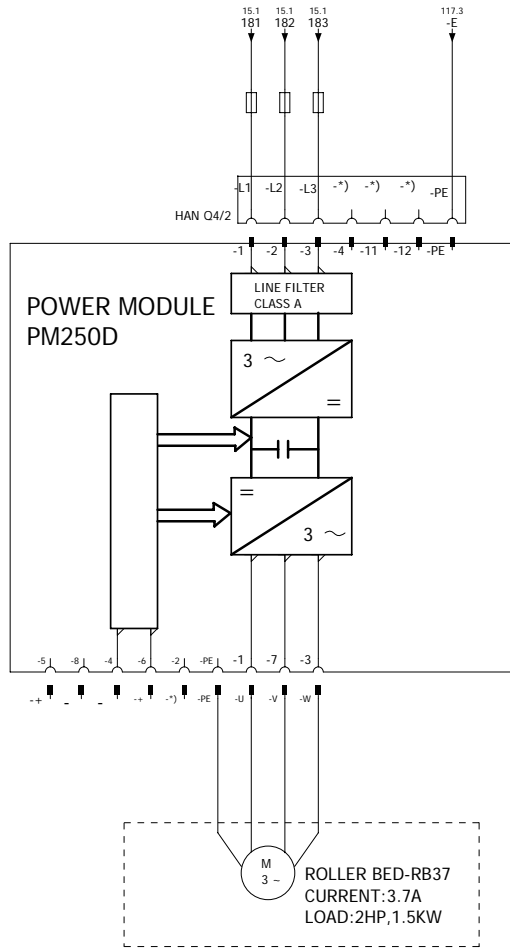 15.1 15.1 15.1 117.3
181 182 183 -E
-L1 -L2 -L3 -*) -*) -*) -PE
HAN Q4/2
-1 -2 -3 -4 -11 -12 -PE
LINE FILTER
CLASS A
POWER MODULE
PM250D
3 ~
=
=
3 ~
-5 -8 -4 -6 -2 -PE -1 -7 -3
-+ - - -+ -*) -PE -U -V -W
M
3 ~
ROLLER BED-RB37
CURRENT:3.7A
LOAD:2HP,1.5KW